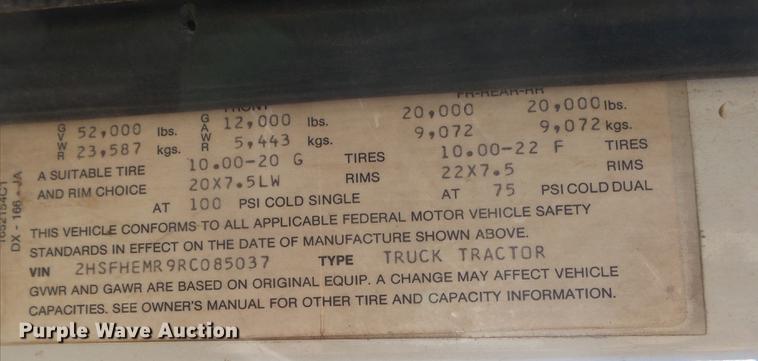 FRONT FR-REAR-RR
GVWR 52,000 lbs. GAWR 12,000 lbs. 20,000 20,000 lbs.
23,587 kgs. 5,443 kgs. 9,072 9,072 kgs.
A SUITABLE TIRE 10.00-20 G TIRES 10.00-22 F TIRES
AND RIM CHOICE 20X7.5LW RIMS 22X7.5 RIMS
AT 100 PSI COLD SINGLE AT 75 PSI COLD DUAL
THIS VEHICLE CONFORMS TO ALL APPLICABLE FEDERAL MOTOR VEHICLE SAFETY
STANDARDS IN EFFECT ON THE DATE OF MANUFACTURE SHOWN ABOVE.
VIN 2HSFHEMR9RC085037 TYPE TRUCK TRACTOR
GVWR AND GAWR ARE BASED ON ORIGINAL EQUIP. A CHANGE MAY AFFECT VEHICLE
CAPACITIES. SEE OWNER'S MANUAL FOR OTHER TIRE AND CAPACITY INFORMATION.
DX - 166 - JA
Purple Wave Auction